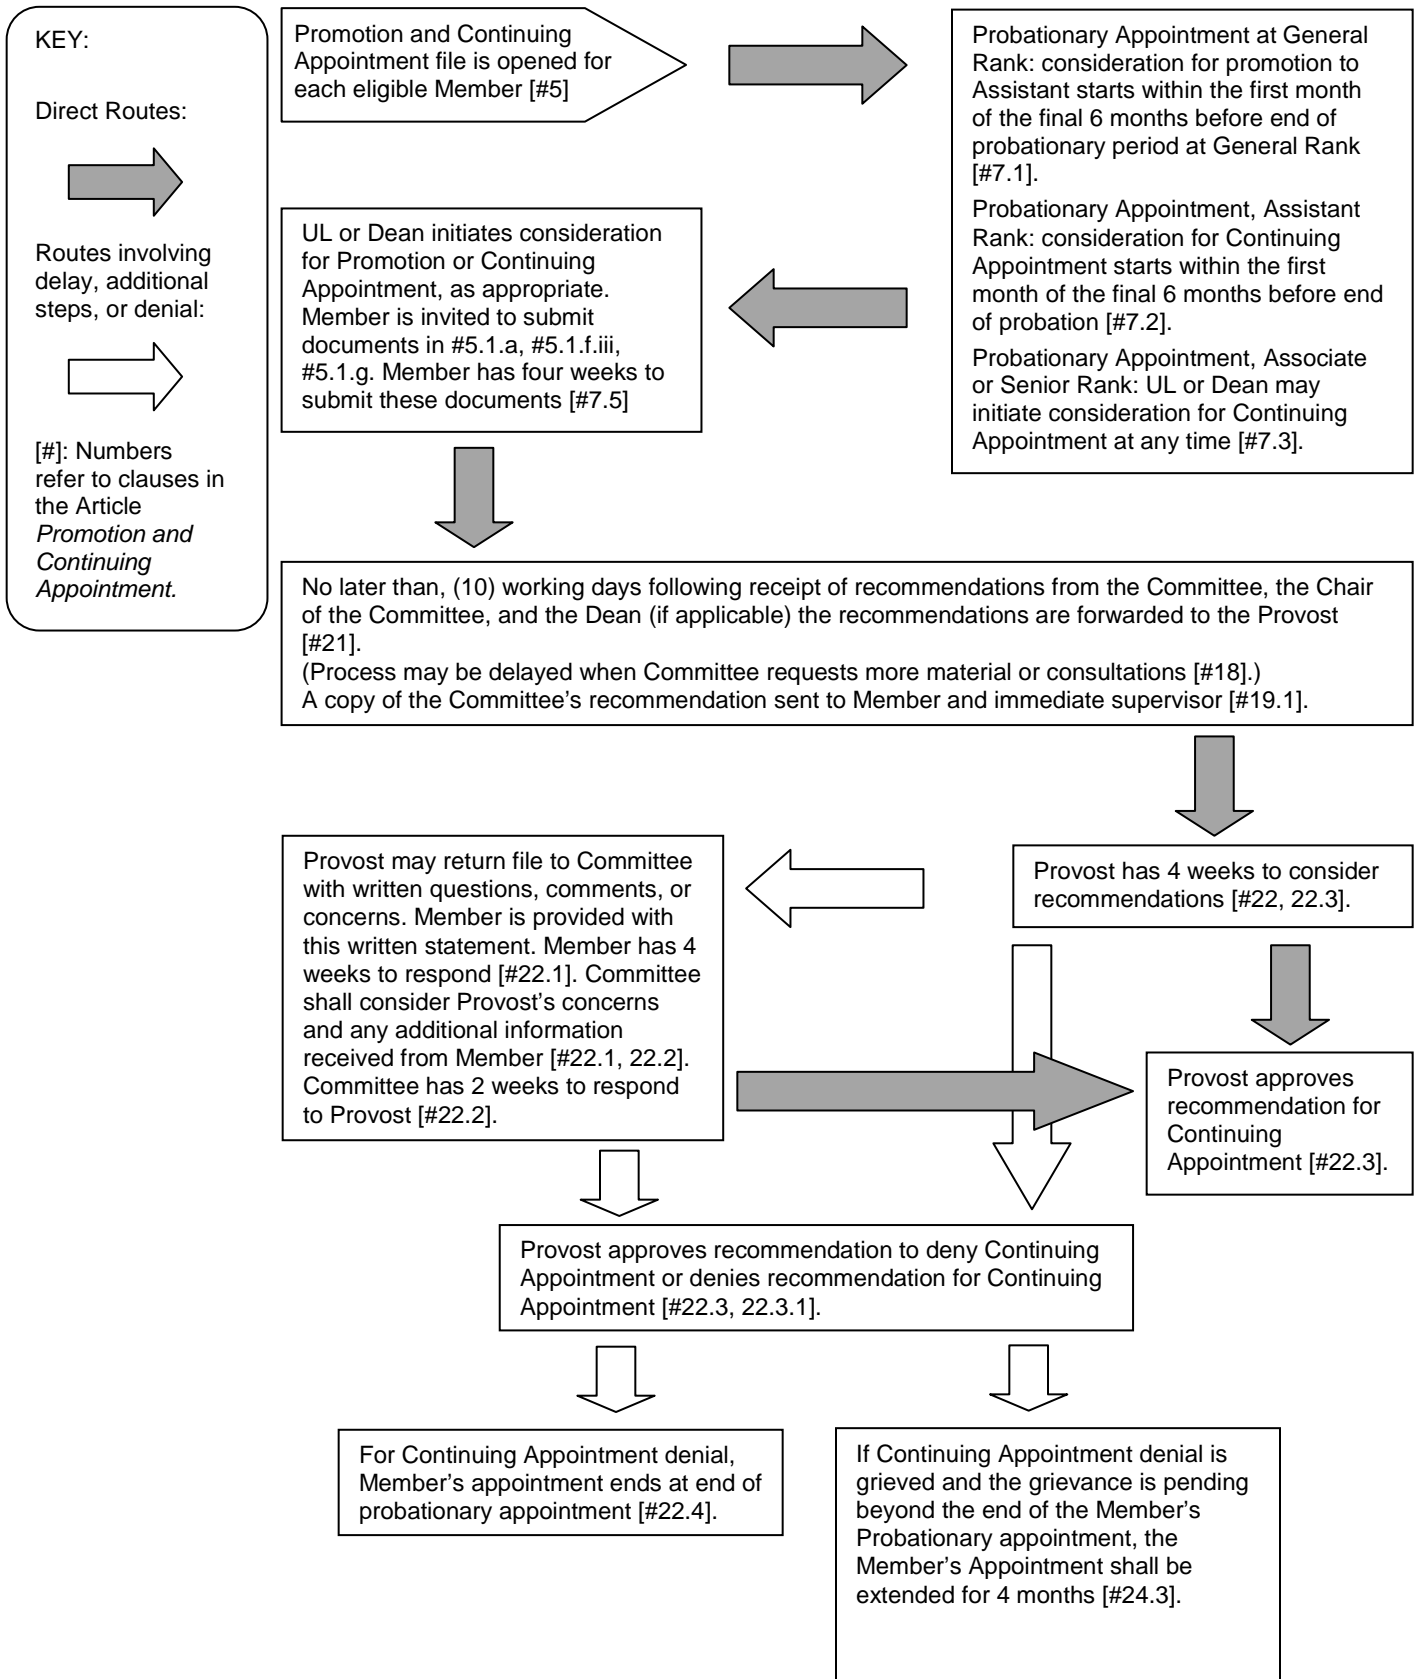 KEY:
Direct Routes:
Routes involving
delay, additional
steps, or denial:
[#]: Numbers
refer to clauses in
the Article
Promotion and
Continuing
Appointment.
Promotion and Continuing
Appointment file is opened for
each eligible Member [#5]
Probationary Appointment at General
Rank: consideration for promotion to
Assistant starts within the first month
of the final 6 months before end of
probationary period at General Rank
[#7.1].
Probationary Appointment, Assistant
Rank: consideration for Continuing
Appointment starts within the first
month of the final 6 months before end
of probation [#7.2].
Probationary Appointment, Associate
or Senior Rank: UL or Dean may
initiate consideration for Continuing
Appointment at any time [#7.3].
UL or Dean initiates consideration
for Promotion or Continuing
Appointment, as appropriate.
Member is invited to submit
documents in #5.1.a, #5.1.f.iii,
#5.1.g. Member has four weeks to
submit these documents [#7.5]
No later than, (10) working days following receipt of recommendations from the Committee, the Chair
of the Committee, and the Dean (if applicable) the recommendations are forwarded to the Provost
[#21].
(Process may be delayed when Committee requests more material or consultations [#18].)
A copy of the Committee's recommendation sent to Member and immediate supervisor [#19.1].
Provost has 4 weeks to consider
recommendations [#22, 22.3].
Provost may return file to Committee
with written questions, comments, or
concerns. Member is provided with
this written statement. Member has 4
weeks to respond [#22.1]. Committee
shall consider Provost's concerns
and any additional information
received from Member [#22.1, 22.2].
Committee has 2 weeks to respond
to Provost [#22.2].
Provost approves
recommendation for
Continuing
Appointment [#22.3].
Provost approves recommendation to deny Continuing
Appointment or denies recommendation for Continuing
Appointment [#22.3, 22.3.1].
For Continuing Appointment denial,
Member's appointment ends at end of
probationary appointment [#22.4].
If Continuing Appointment denial is
grieved and the grievance is pending
beyond the end of the Member's
Probationary appointment, the
Member's Appointment shall be
extended for 4 months [#24.3].